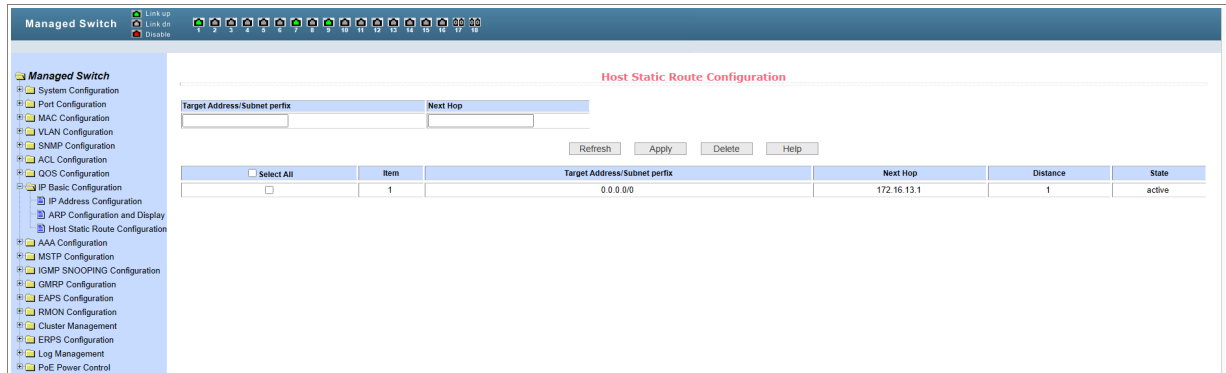 Managed Switch
Link up
Link dn
Disable
1 2 3 4 5 6 7 8 9 10 11 12 13 14 15 16 17 18
Managed Switch
System Configuration
Port Configuration
MAC Configuration
VLAN Configuration
SNMP Configuration
ACL Configuration
QOS Configuration
IP Basic Configuration
IP Address Configuration
ARP Configuration and Display
Host Static Route Configuration
AAA Configuration
MSTP Configuration
IGMP SNOOPING Configuration
GMRP Configuration
EAPS Configuration
RMON Configuration
Cluster Management
ERPS Configuration
Log Management
PoE Power Control
Host Static Route Configuration
Target Address/Subnet perfix Next Hop
Refresh Apply Delete Help
Select All Item Target Address/Subnet perfix Next Hop Distance State
1 0.0.0.0/0 172.16.13.1 1 active